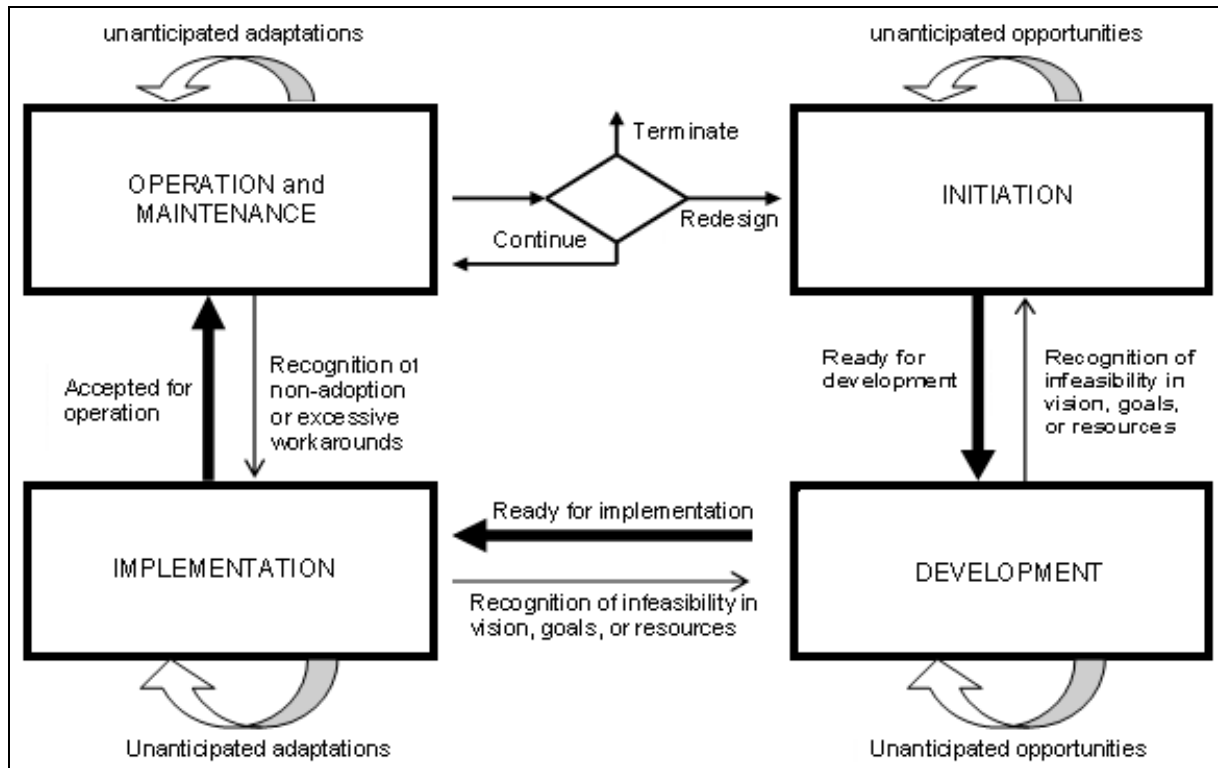 unanticipated adaptations
unanticipated opportunities
Terminate
OPERATION and
MAINTENANCE
INITIATION
Redesign
Continue
Accepted for
operation
Recognition of
non-adoption
or excessive
workarounds
Ready for
development
Recognition of
infeasibility in
vision, goals,
or resources
Ready for implementation
IMPLEMENTATION
DEVELOPMENT
Recognition of infeasibility in
vision, goals, or resources
Unanticipated adaptations
Unanticipated opportunities